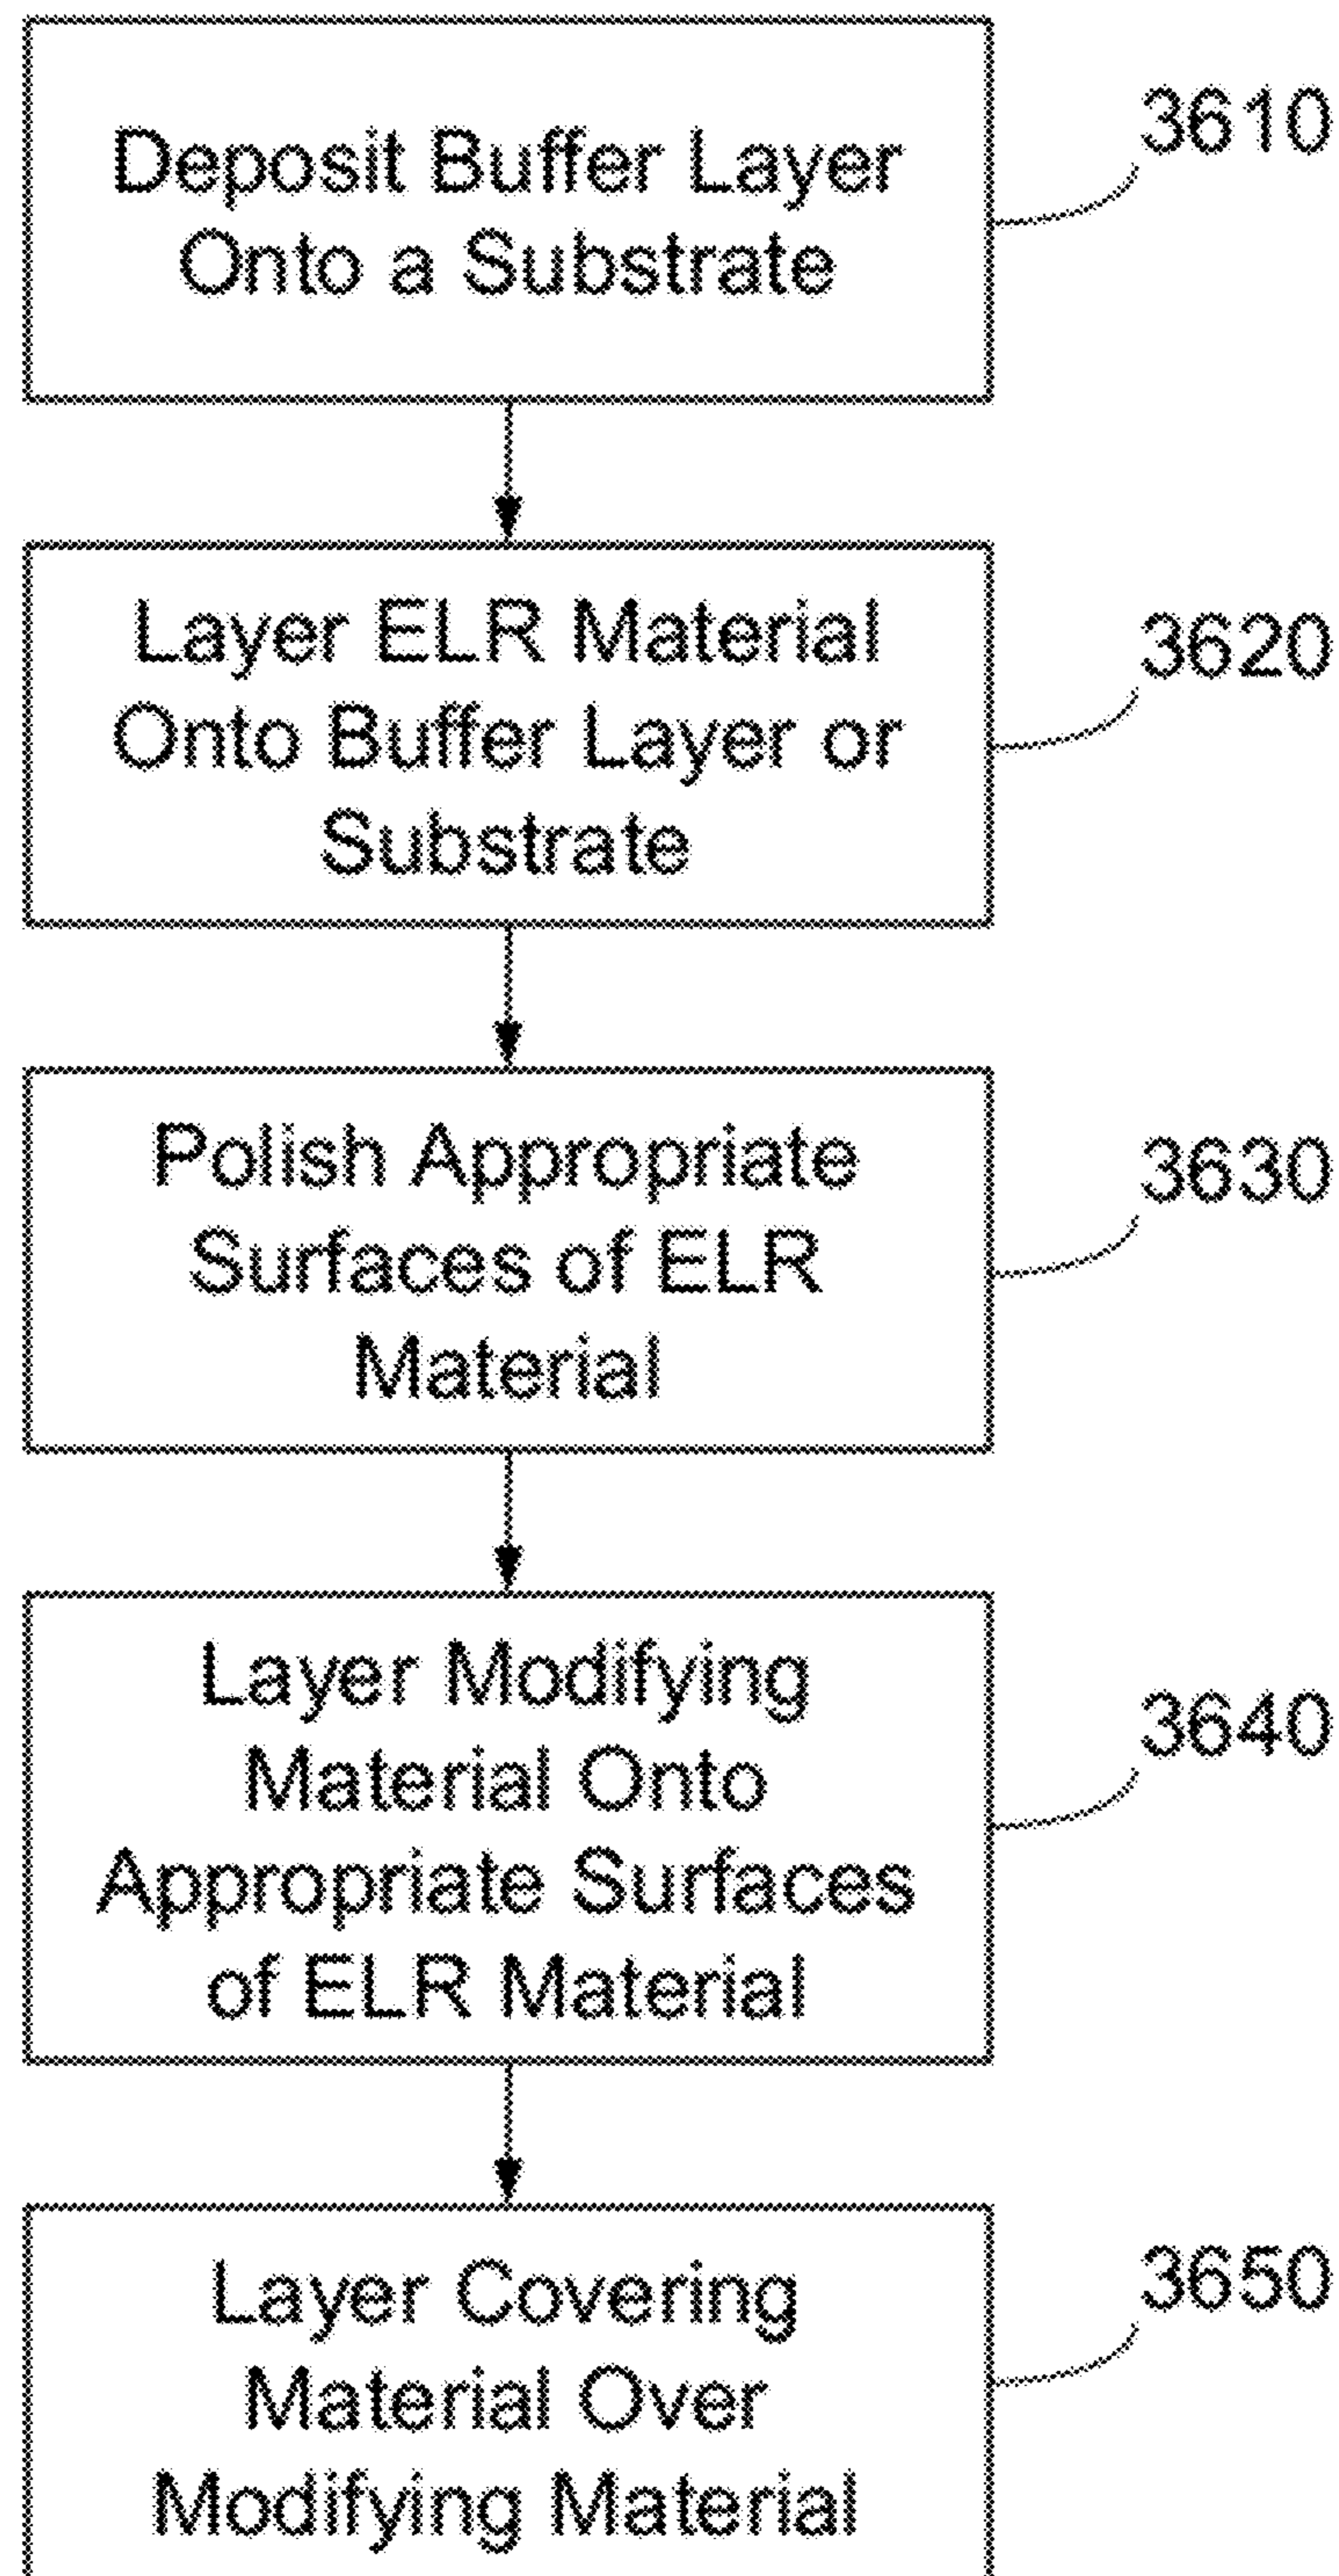 Deposit Buffer Layer
Onto a Substrate
3610
Layer ELR Material
Onto Buffer Layer or
Substrate
3620
Polish Appropriate
Surfaces of ELR
Material
3630
Layer Modifying
Material Onto
Appropriate Surfaces
of ELR Material
3640
Layer Covering
Material Over
Modifying Material
3650